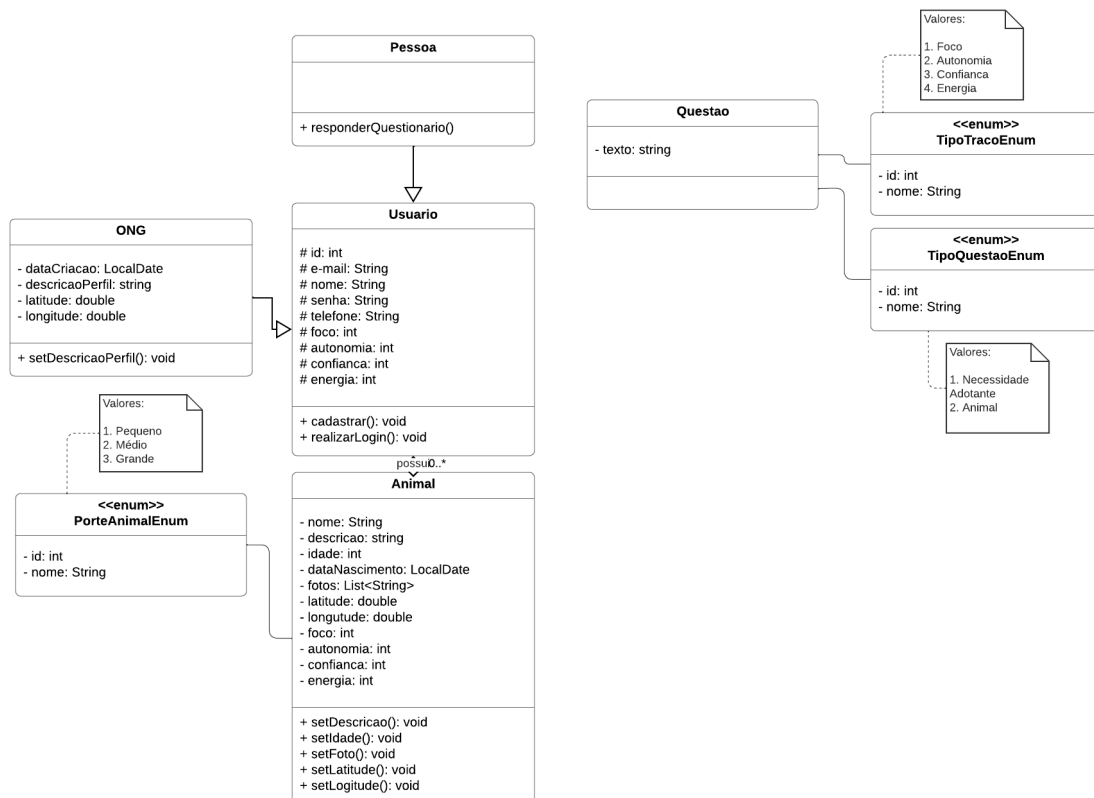 Pessoa
+ responderQuestionario()
Valores:
1. Foco
2. Autonomia
3. Confianca
4. Energia
Questao
- texto: string
<<enum>>
TipoTracoEnum
- id: int
- nome: String
<<enum>>
TipoQuestaoEnum
- id: int
- nome: String
Valores:
1. Necessidade
Adotante
2. Animal
Usuario
# id: int
# e-mail: String
# nome: String
# senha: String
# telefone: String
# foco: int
# autonomia: int
# confianca: int
# energia: int
+ cadastrar(): void
+ realizarLogin(): void
ONG
- dataCriacao: LocalDate
- descricaoPerfil: string
- latitude: double
- longitude: double
+ setDescricaoPerfil(): void
Valores:
1. Pequeno
2. Médio
3. Grande
<<enum>>
PorteAnimalEnum
- id: int
- nome: String
possui 0..*
Animal
- nome: String
- descricao: string
- idade: int
- dataNascimento: LocalDate
- fotos: List<String>
- latitude: double
- longutude: double
- foco: int
- autonomia: int
- confianca: int
- energia: int
+ setDescricao(): void
+ setIdade(): void
+ setFoto(): void
+ setLatitude(): void
+ setLogitude(): void